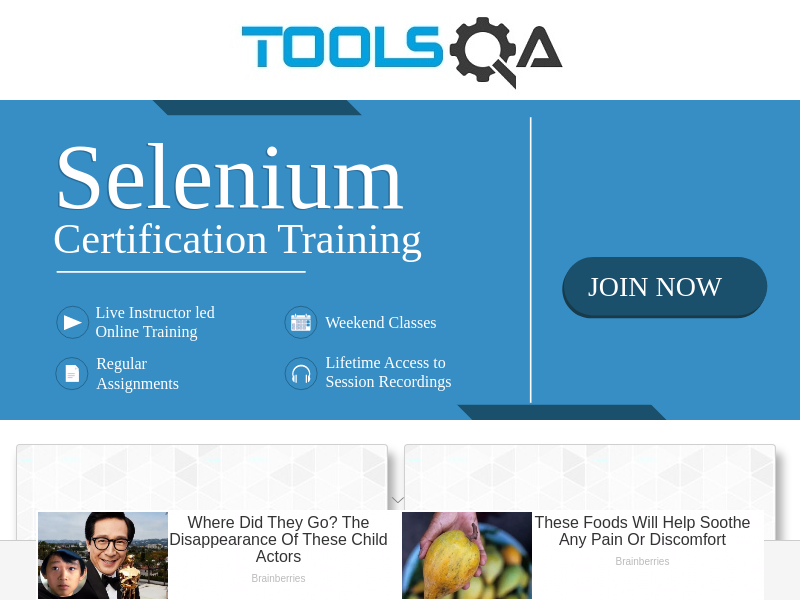 TOOLSQA
Selenium
Certification Training
Live Instructor led
Online Training
Weekend Classes
Regular
Assignments
Lifetime Access to
Session Recordings
JOIN NOW
Where Did They Go? The
Disappearance Of These Child
Actors
Brainberries
These Foods Will Help Soothe
Any Pain Or Discomfort
Brainberries